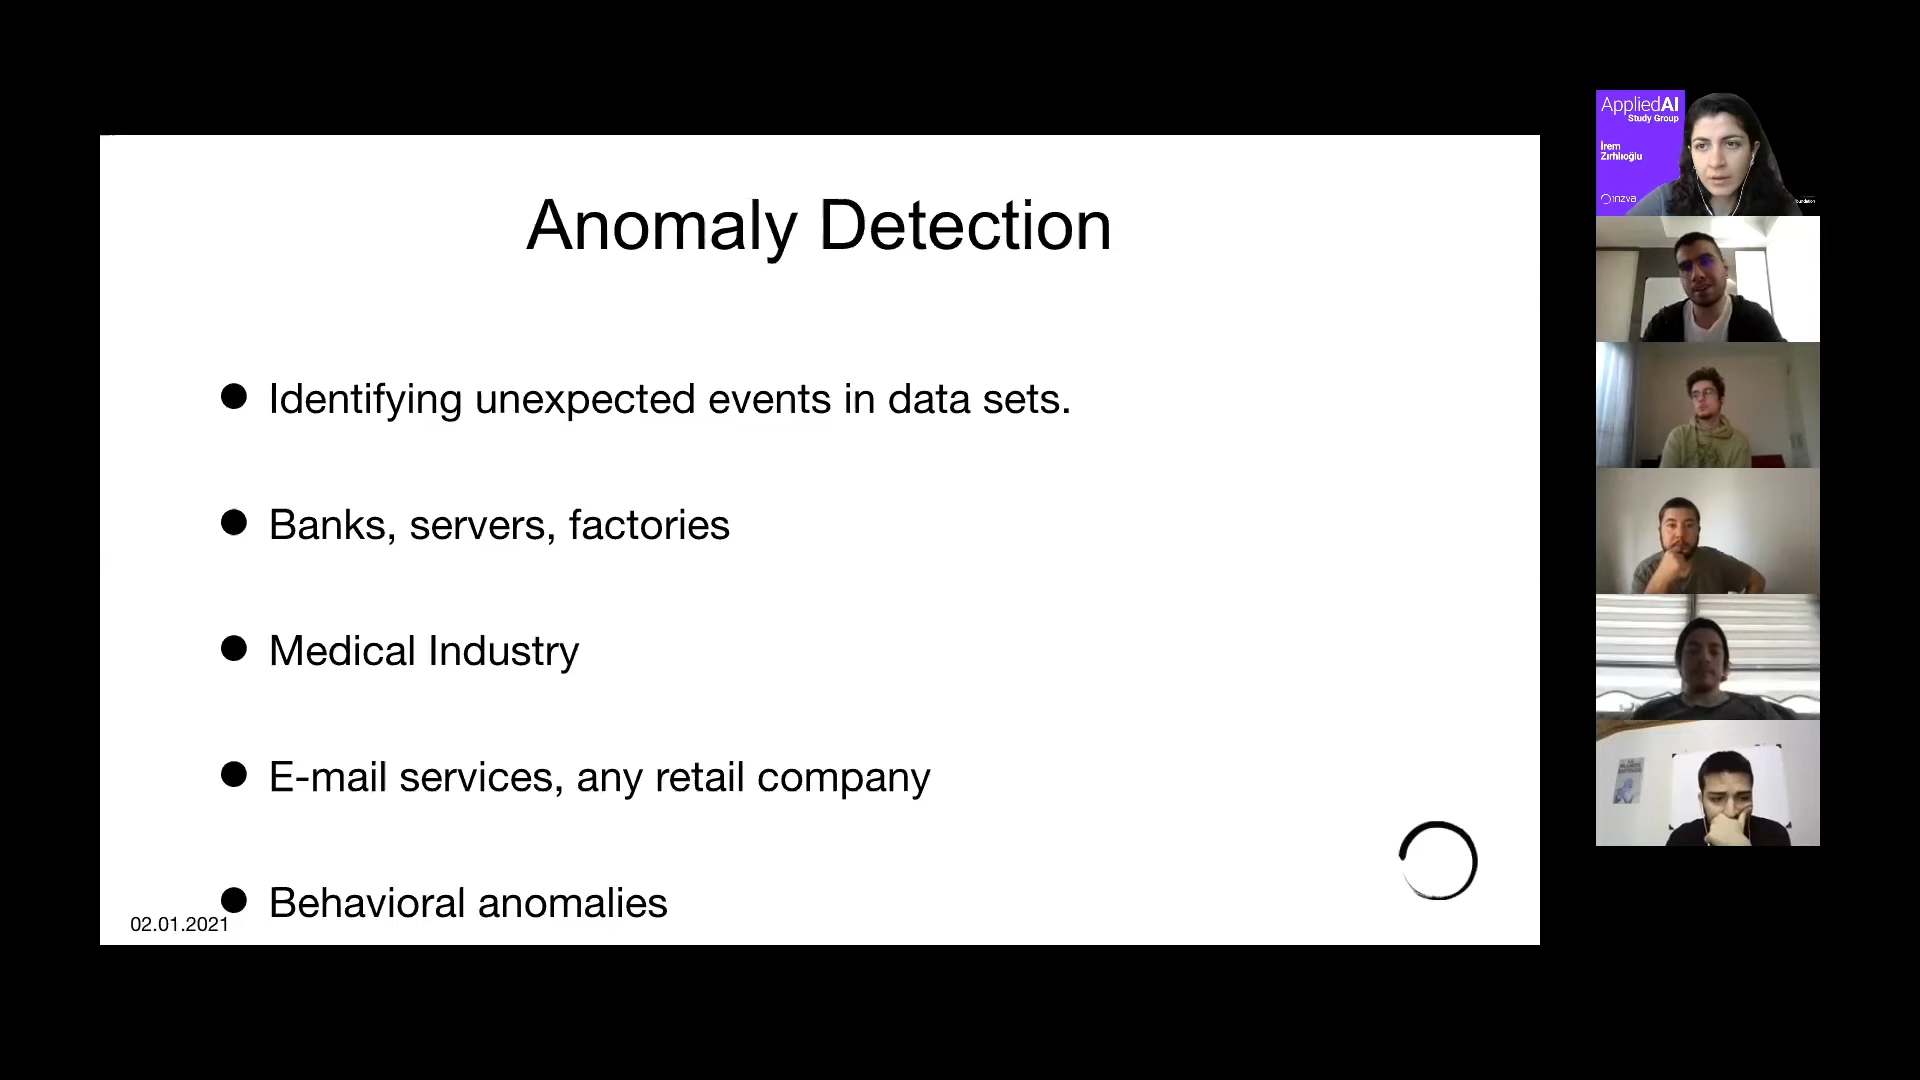 Anomaly Detection
Identifying unexpected events in data sets.
Banks, servers, factories
Medical Industry
E-mail services, any retail company
Behavioral anomalies
02.01.2021
AppliedAI
Study Group
İrem
Zırhlıoğlu
inzva